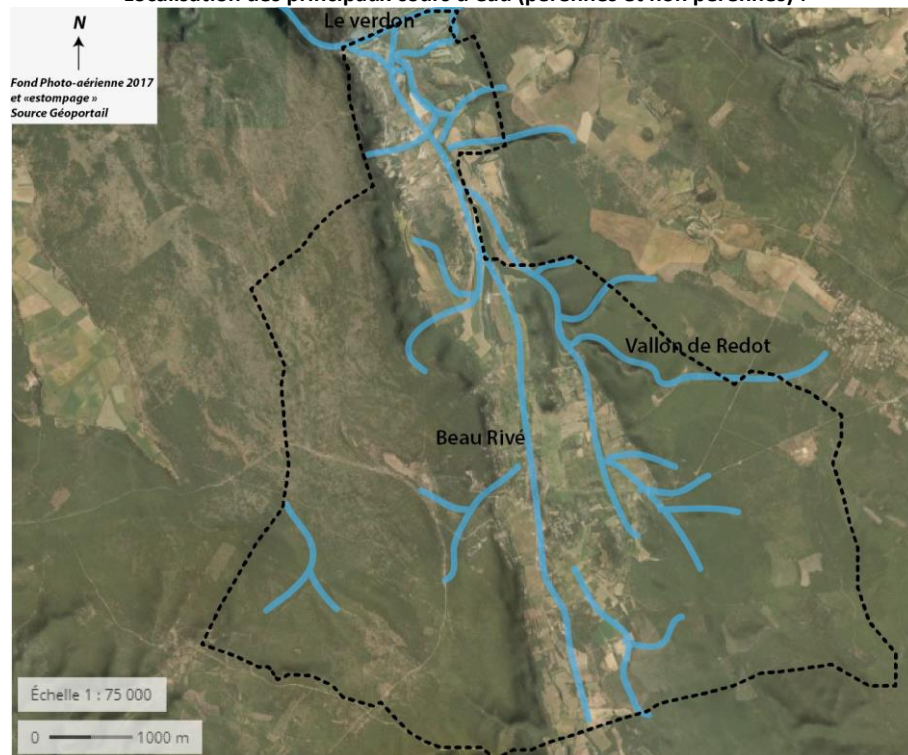 Localisation des principaux cours d'eau (pérennes et non pérennes) :
N
Le verdon
Fond Photo-aérienne 2017
et «estompage »
Source Géoportail
Vallon de Redot
Beau Rivé
Échelle 1 : 75 000
0 1000 m